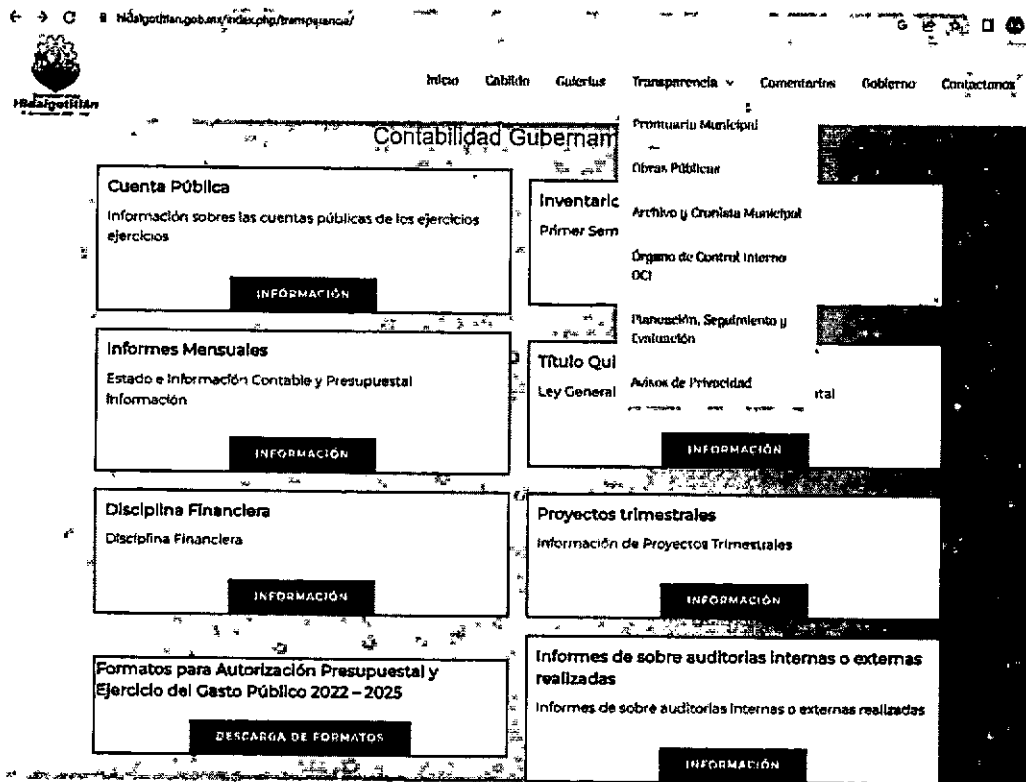 hidalgotitlan.gob.mx/index.php/transparencia/
Hidalgotitlán
Inicio Cabildo Galerias Transparencia Comentarios Gobierno Contactanos
Prontuario Municipal
Obras Públicas
Archivo y Cronista Municipal
Órgano de Control Interno
OCI
Planeación, Seguimiento y
Evaluación
Avisos de Privacidad
Contabilidad Gubernam
Cuenta Pública
Información sobre las cuentas públicas de los ejercicios
ejercicios
INFORMACIÓN
Inventario
Primer Sem
Informes Mensuales
Estado e Información Contable y Presupuestal
Información
INFORMACIÓN
Título Qui
Ley General ntal
INFORMACIÓN
Disciplina Financiera
Disciplina Financiera
INFORMACIÓN
Proyectos trimestrales
Información de Proyectos Trimestrales
INFORMACIÓN
Formatos para Autorización Presupuestal y
Ejercicio del Gasto Público 2022 – 2025
DESCARGA DE FORMATOS
Informes de sobre auditorias internas o externas
realizadas
Informes de sobre auditorias internas o externas realizadas
INFORMACIÓN